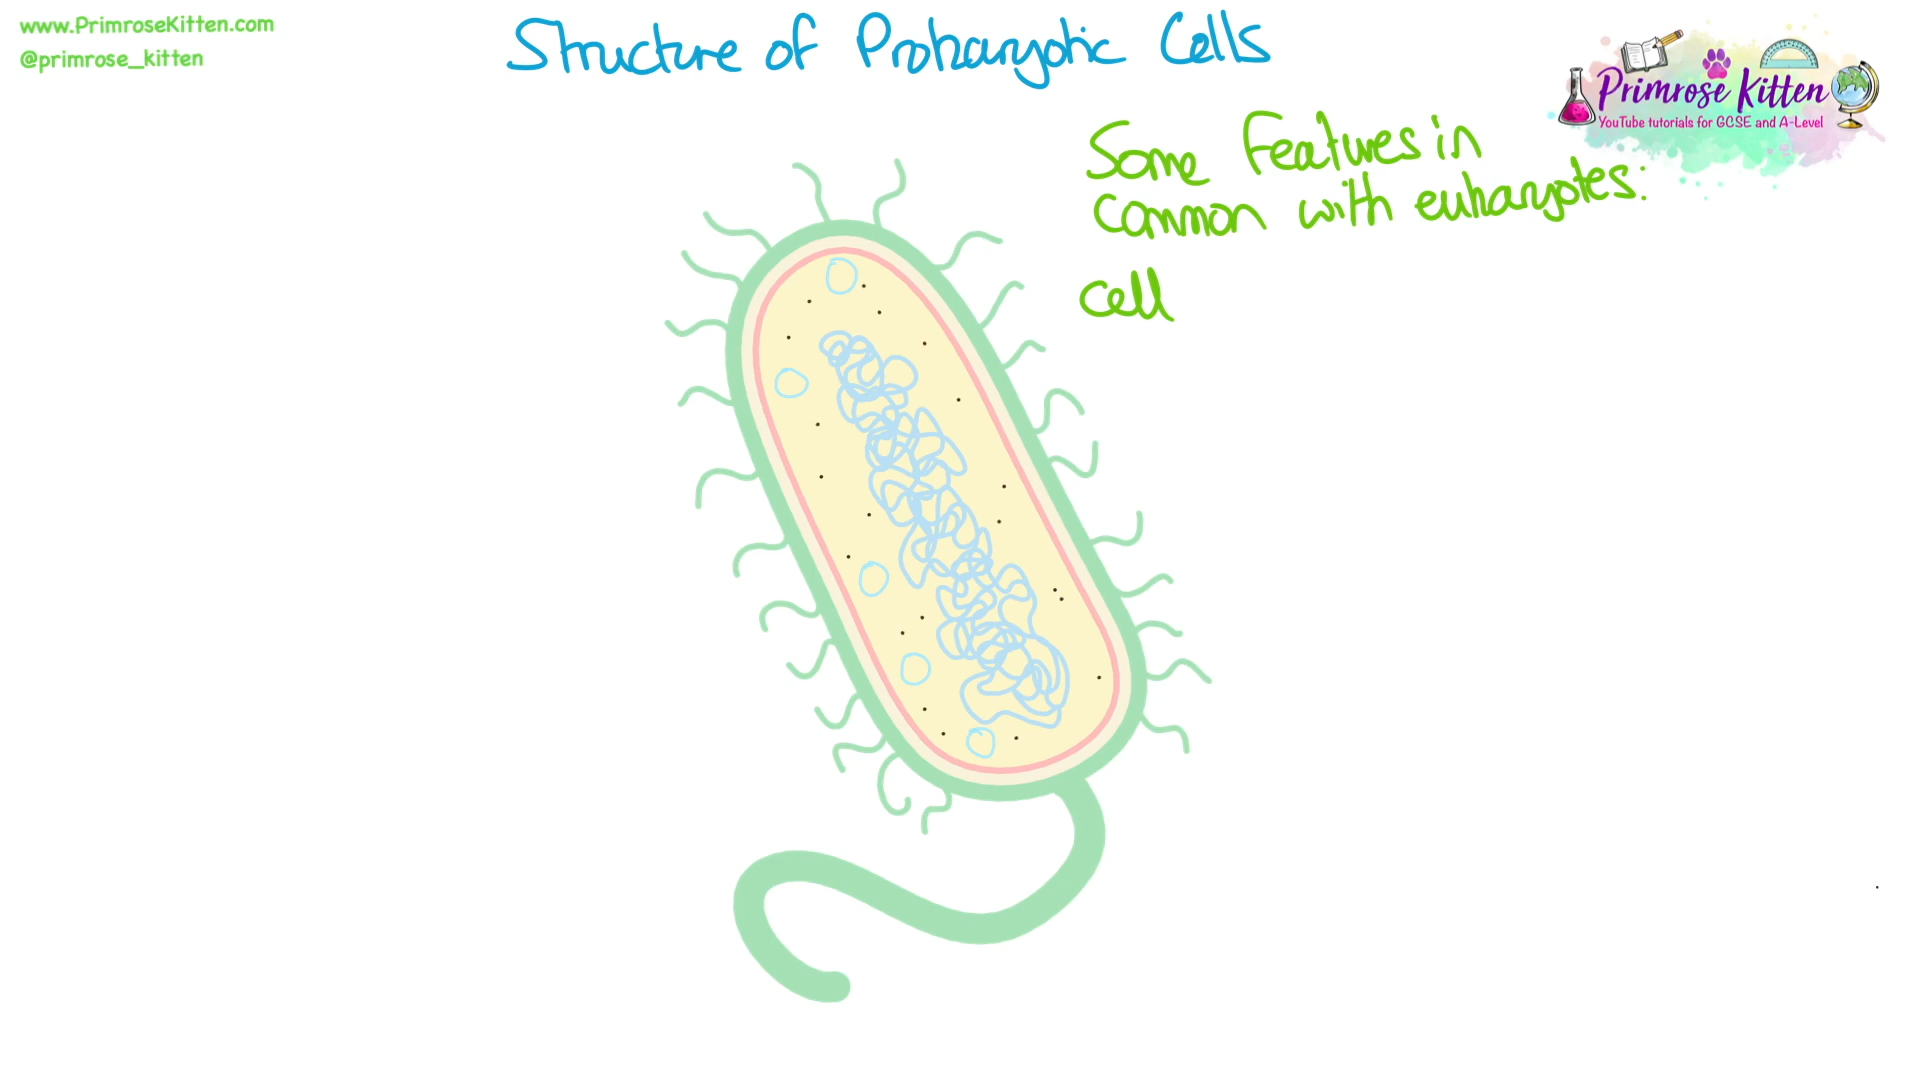 www.PrimroseKitten.com
@primrose_kitten
Structure of Prokaryotic Cells
Primrose Kitten
YouTube tutorials for GCSE and A-Level
Some features in
common with eukaryotes:
cell